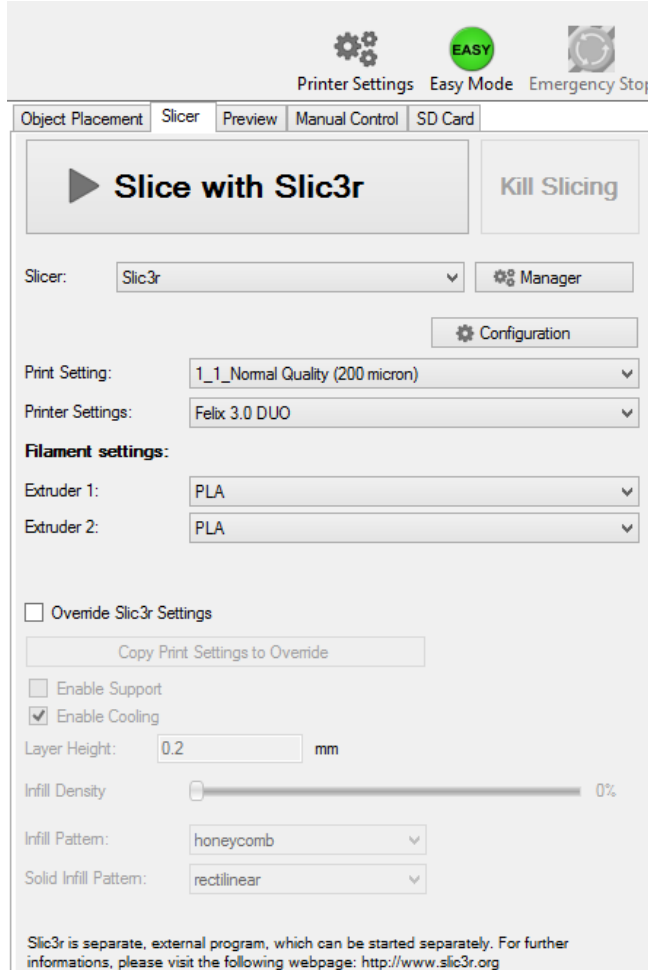 EASY
Printer Settings Easy Mode Emergency Stop
Object Placement Slicer Preview Manual Control SD Card
Slice with Slic3r Kill Slicing
Slicer: Slic3r Manager
Configuration
Print Setting: 1_1_Normal Quality (200 micron)
Printer Settings: Felix 3.0 DUO
Filament settings:
Extruder 1: PLA
Extruder 2: PLA
Override Slic3r Settings
Copy Print Settings to Override
Enable Support
Enable Cooling
Layer Height: 0.2 mm
Infill Density 0%
Infill Pattern: honeycomb
Solid Infill Pattern: rectilinear
Slic3r is separate, external program, which can be started separately. For further
informations, please visit the following webpage: http://www.slic3r.org